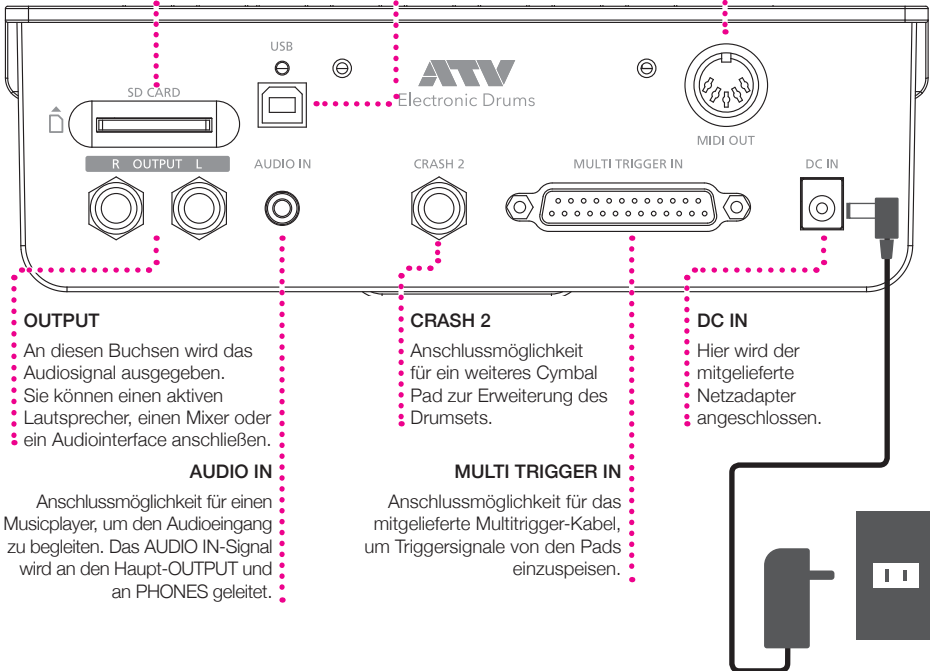 USB
SD CARD
ATV
Electronic Drums
MIDI OUT
R OUTPUT L
AUDIO IN
CRASH 2
MULTI TRIGGER IN
DC IN
OUTPUT
An diesen Buchsen wird das
Audiosignal ausgegeben.
Sie können einen aktiven
Lautsprecher, einen Mixer oder
ein Audiointerface anschließen.
CRASH 2
Anschlussmöglichkeit
für ein weiteres Cymbal
Pad zur Erweiterung des
Drumsets.
DC IN
Hier wird der
mitgelieferte
Netzadapter
angeschlossen.
AUDIO IN
Anschlussmöglichkeit für einen
Musicplayer, um den Audioeingang
zu begleiten. Das AUDIO IN-Signal
wird an den Haupt-OUTPUT und
an PHONES geleitet.
MULTI TRIGGER IN
Anschlussmöglichkeit für das
mitgelieferte Multitrigger-Kabel,
um Triggersignale von den Pads
einzuspeisen.